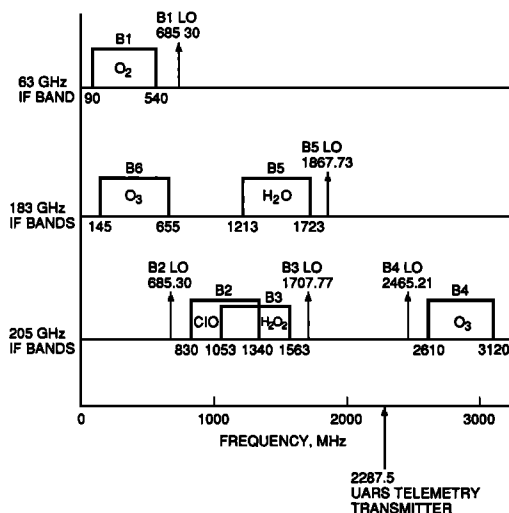 B1 LO
685 30
B1
O2
63 GHz
IF BAND
90
540
B5 LO
1867.73
B6
B5
O3
H2O
183 GHz
IF BANDS
145
655
1213
1723
B2 LO
685.30
B2
B3 LO
1707.77
B4 LO
2465.21
B3
B4
ClO
H2O2
O3
205 GHz
IF BANDS
830
1053
1340
1563
2610
3120
0
1000
2000
3000
FREQUENCY, MHz
2287.5
UARS TELEMETRY
TRANSMITTER